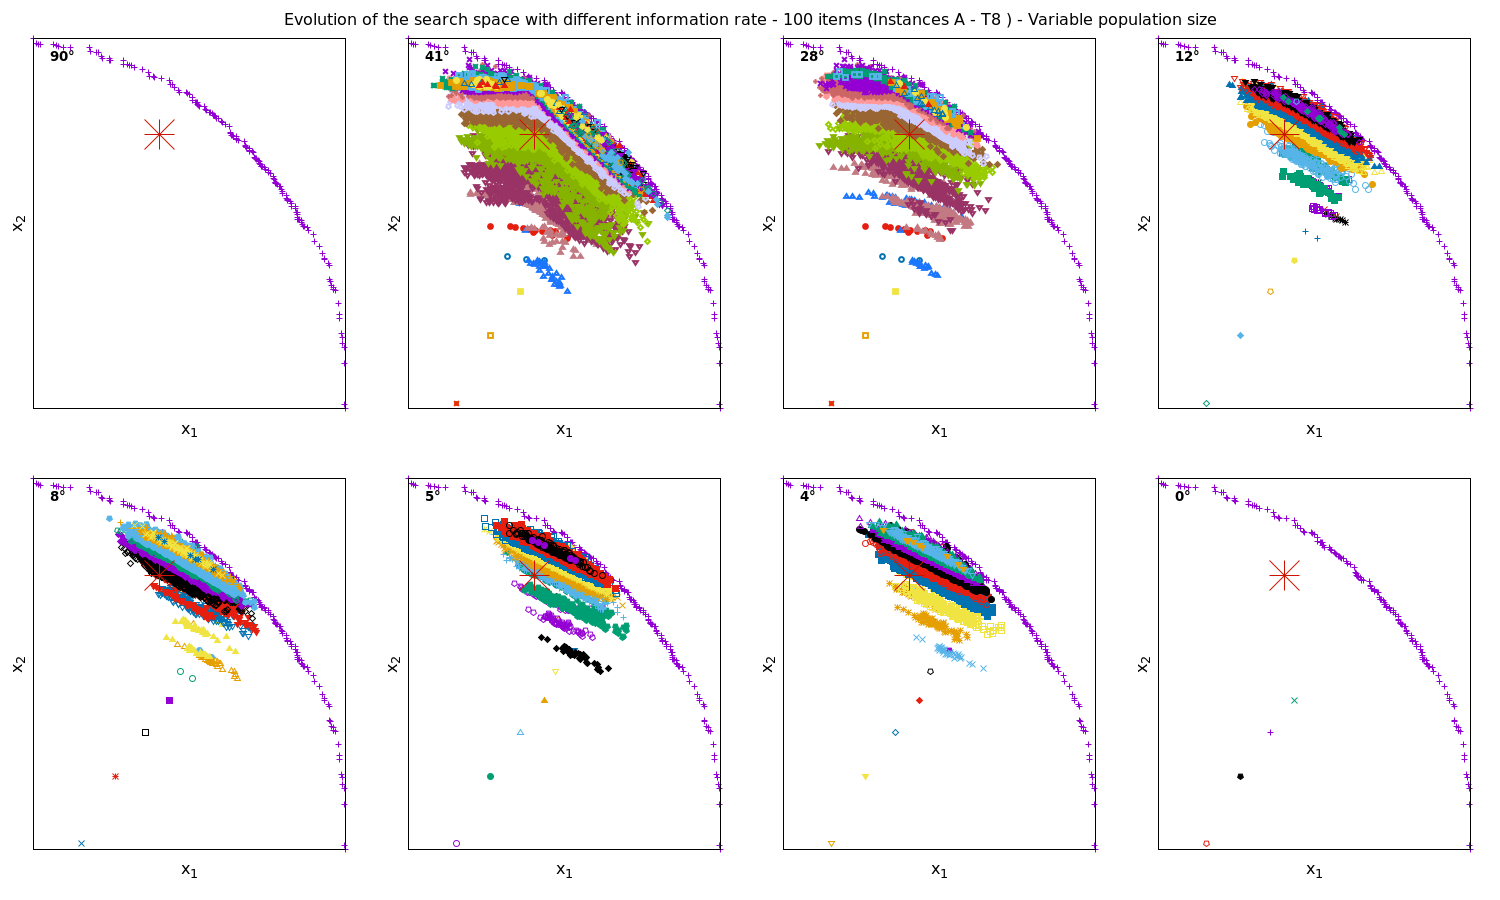 Evolution of the search space with different information rate - 100 items (Instances A - T8 ) - Variable population size
90°
41°
28°
12°
x2
x2
x2
x2
x1
x1
x1
x1
8°
5°
4°
0°
x2
x2
x2
x2
x1
x1
x1
x1